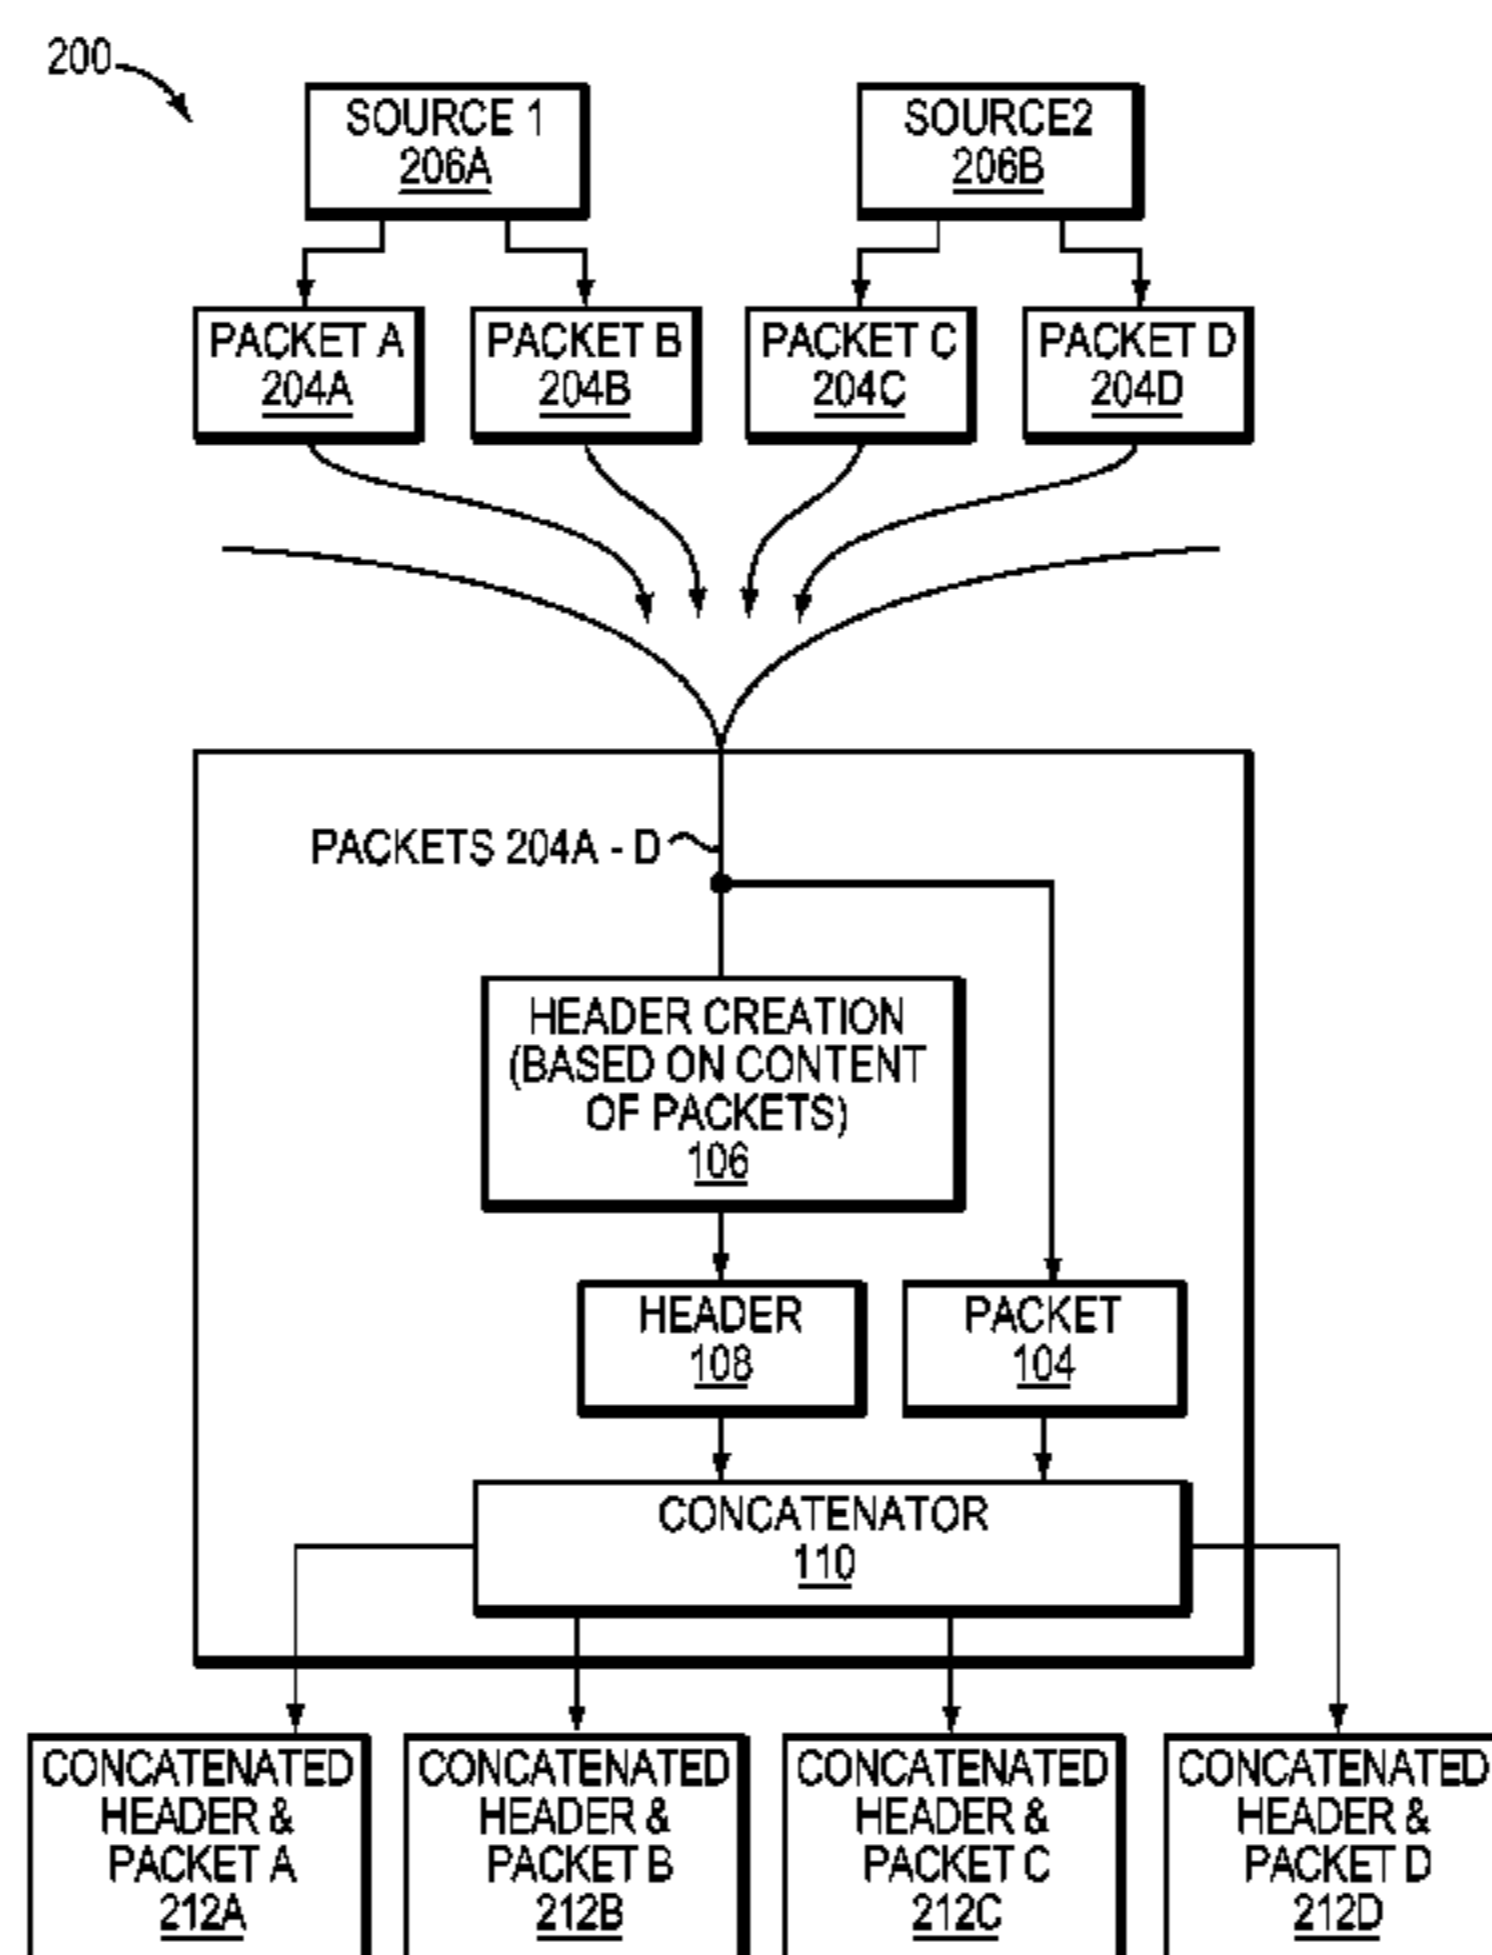 200
SOURCE 1
206A
SOURCE2
206B
PACKET A
204A
PACKET B
204B
PACKET C
204C
PACKET D
204D
PACKETS 204A - D
HEADER CREATION
(BASED ON CONTENT
OF PACKETS)
106
HEADER
108
PACKET
104
CONCATENATOR
110
CONCATENATED
HEADER &
PACKET A
212A
CONCATENATED
HEADER &
PACKET B
212B
CONCATENATED
HEADER &
PACKET C
212C
CONCATENATED
HEADER &
PACKET D
212D